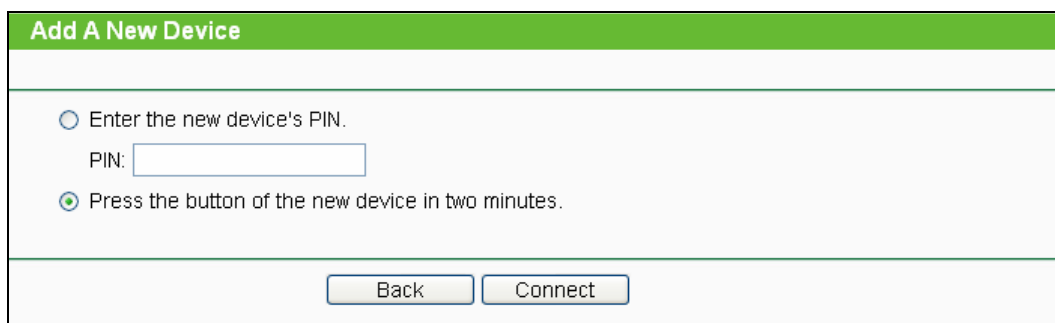 Add A New Device
Enter the new device's PIN.
PIN:
Press the button of the new device in two minutes.
Back Connect